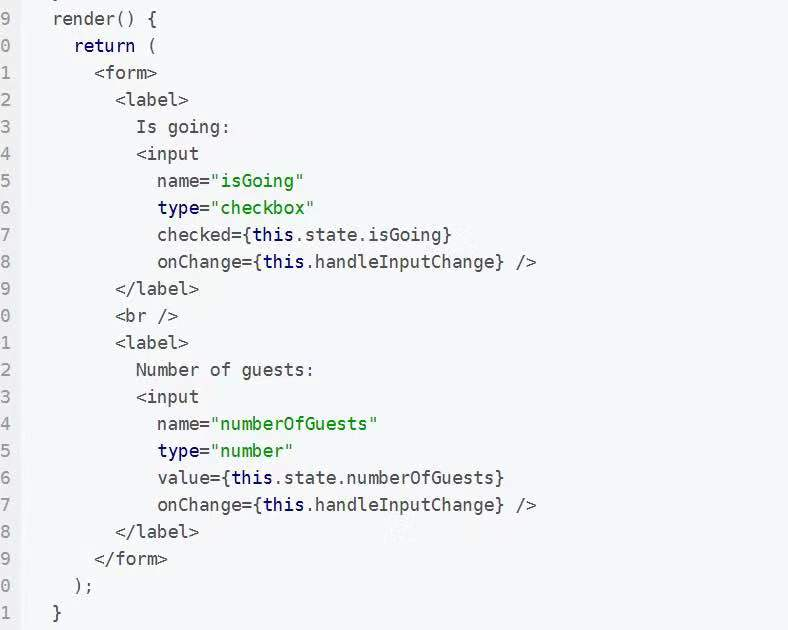 9 render() {
0 return (
1 <form>
2 <label>
3 Is going:
4 <input
5 name="isGoing"
6 type="checkbox"
7 checked={this.state.isGoing}
8 onChange={this.handleInputChange} />
9 </label>
0 <br />
1 <label>
2 Number of guests:
3 <input
4 name="numberOfGuests"
5 type="number"
6 value={this.state.numberOfGuests}
7 onChange={this.handleInputChange} />
8 </label>
9 </form>
0 );
1 }